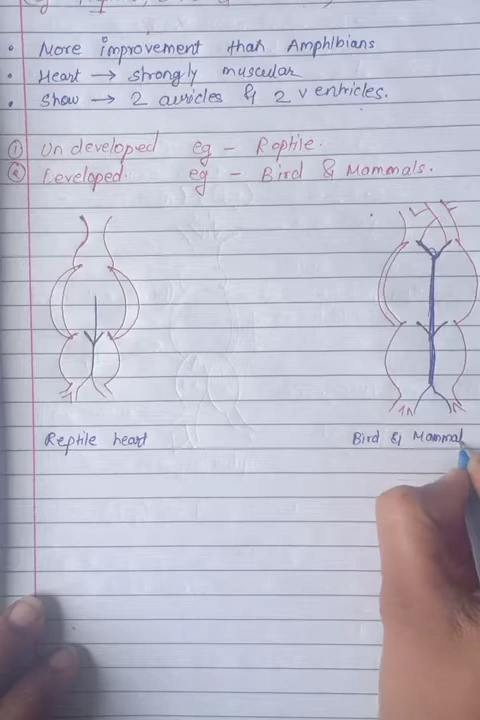 • More improvement than Amphibians
• Heart → strongly muscular
• Show → 2 auricles & 2 ventricles.
① Undeveloped eg - Reptile.
② Developed. eg - Bird & Mammals.
Reptile heart
Bird & Mammal